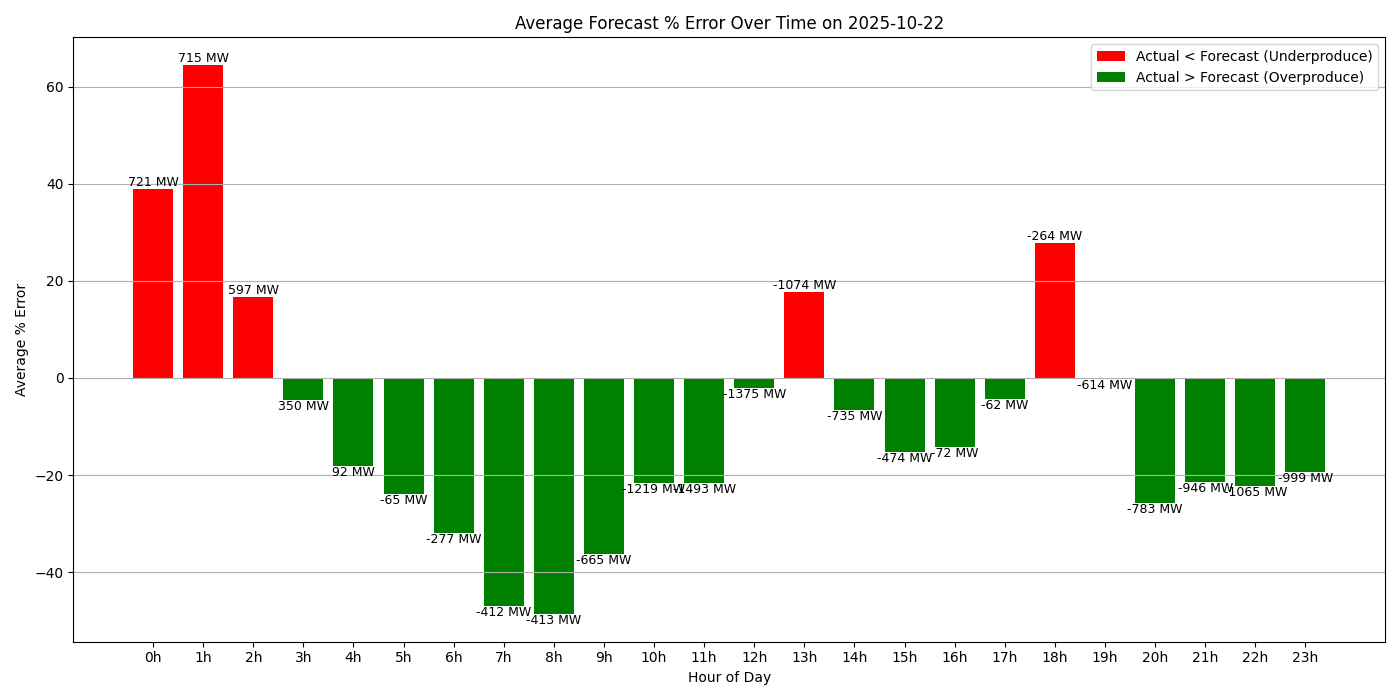 Average Forecast % Error Over Time on 2025-10-22
Actual < Forecast (Underproduce)
Actual > Forecast (Overproduce)
Average % Error
60
40
20
0
−20
−40
721 MW
715 MW
597 MW
350 MW
92 MW
-65 MW
-277 MW
-412 MW
-413 MW
-665 MW
-1219 MW
-1493 MW
-1375 MW
-1074 MW
-735 MW
-474 MW
-72 MW
-62 MW
-264 MW
-614 MW
-783 MW
-946 MW
-1065 MW
-999 MW
0h 1h 2h 3h 4h 5h 6h 7h 8h 9h 10h 11h 12h 13h 14h 15h 16h 17h 18h 19h 20h 21h 22h 23h
Hour of Day